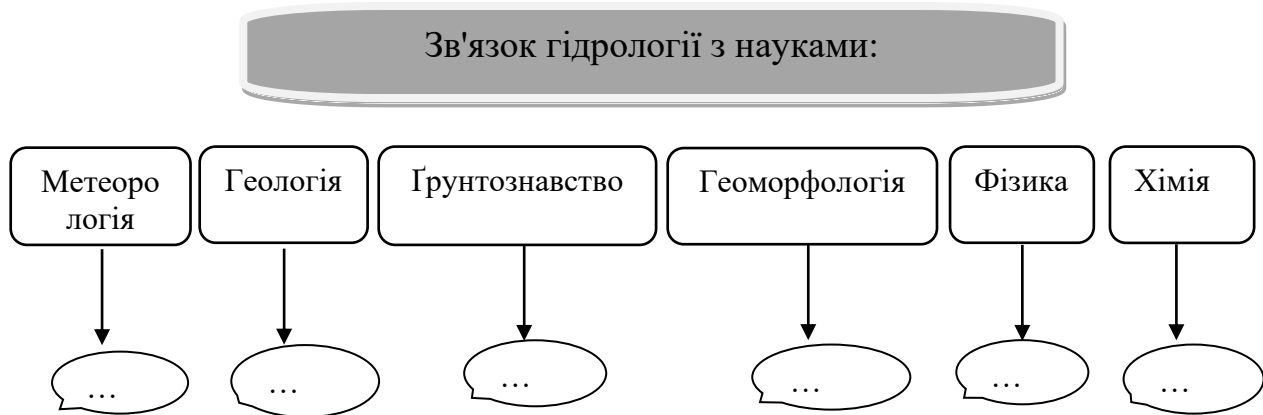 Зв'язок гідрології з науками:
Метеоро
логія
Геологія
Ґрунтознавство
Геоморфологія
Фізика
Хімія
…
…
…
…
…
…